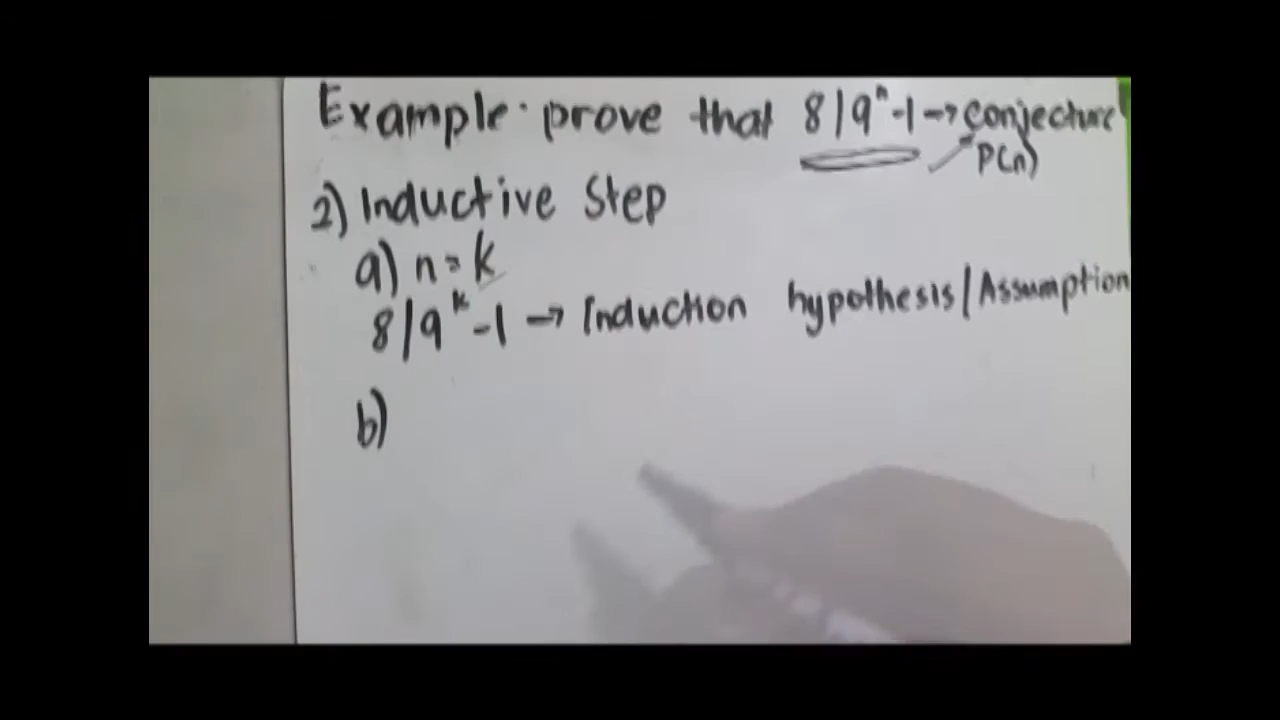 Example · prove that 8|9ⁿ-1 → conjecture
P(n)
2) Inductive Step
a) n = k
8|9ᵏ-1 → Induction hypothesis/Assumption
b)